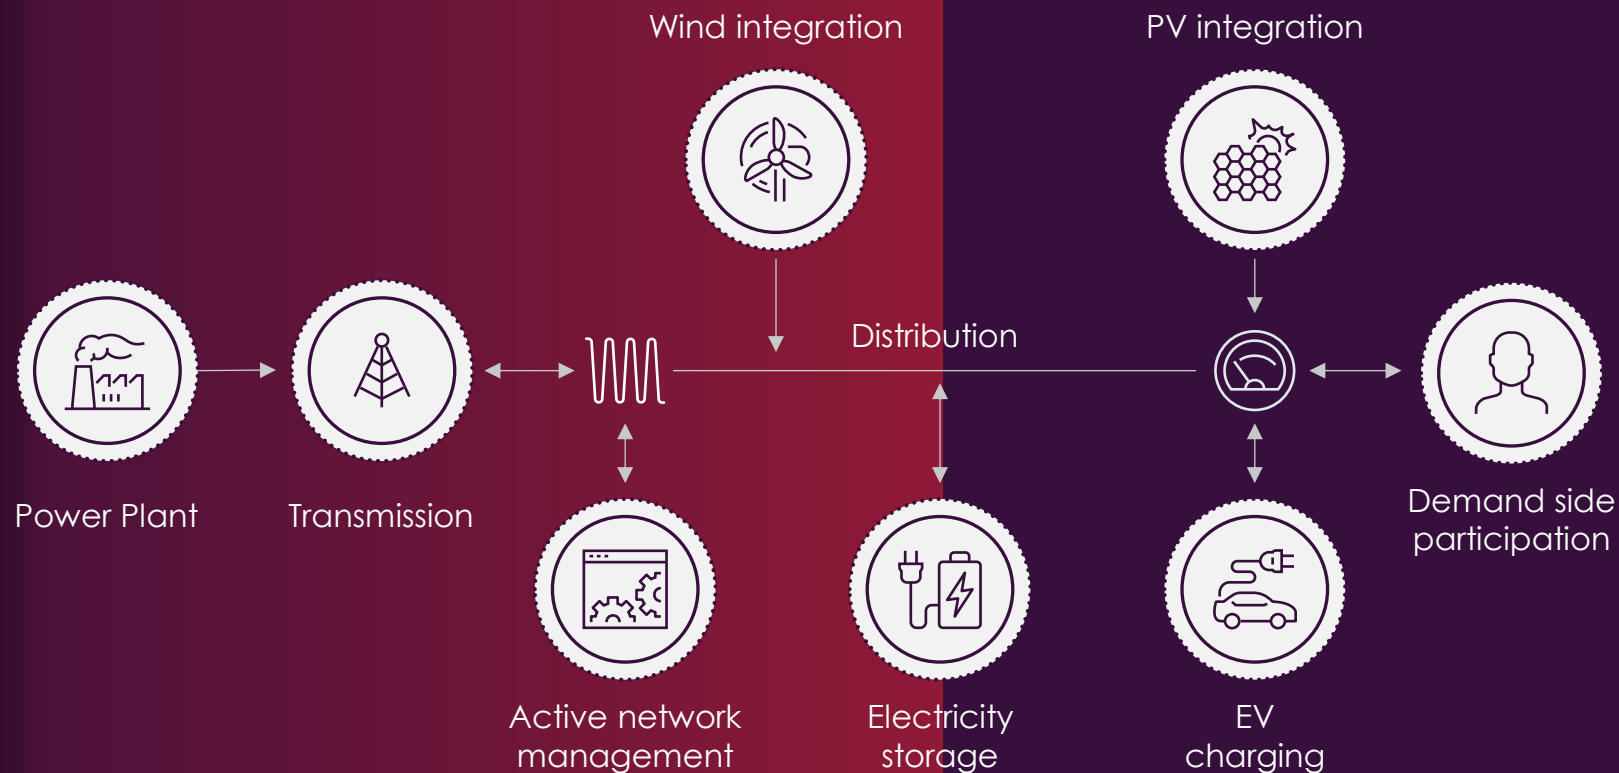 Wind integration
PV integration
Distribution
Power Plant
Transmission
Demand side
participation
Active network
management
Electricity
storage
EV
charging